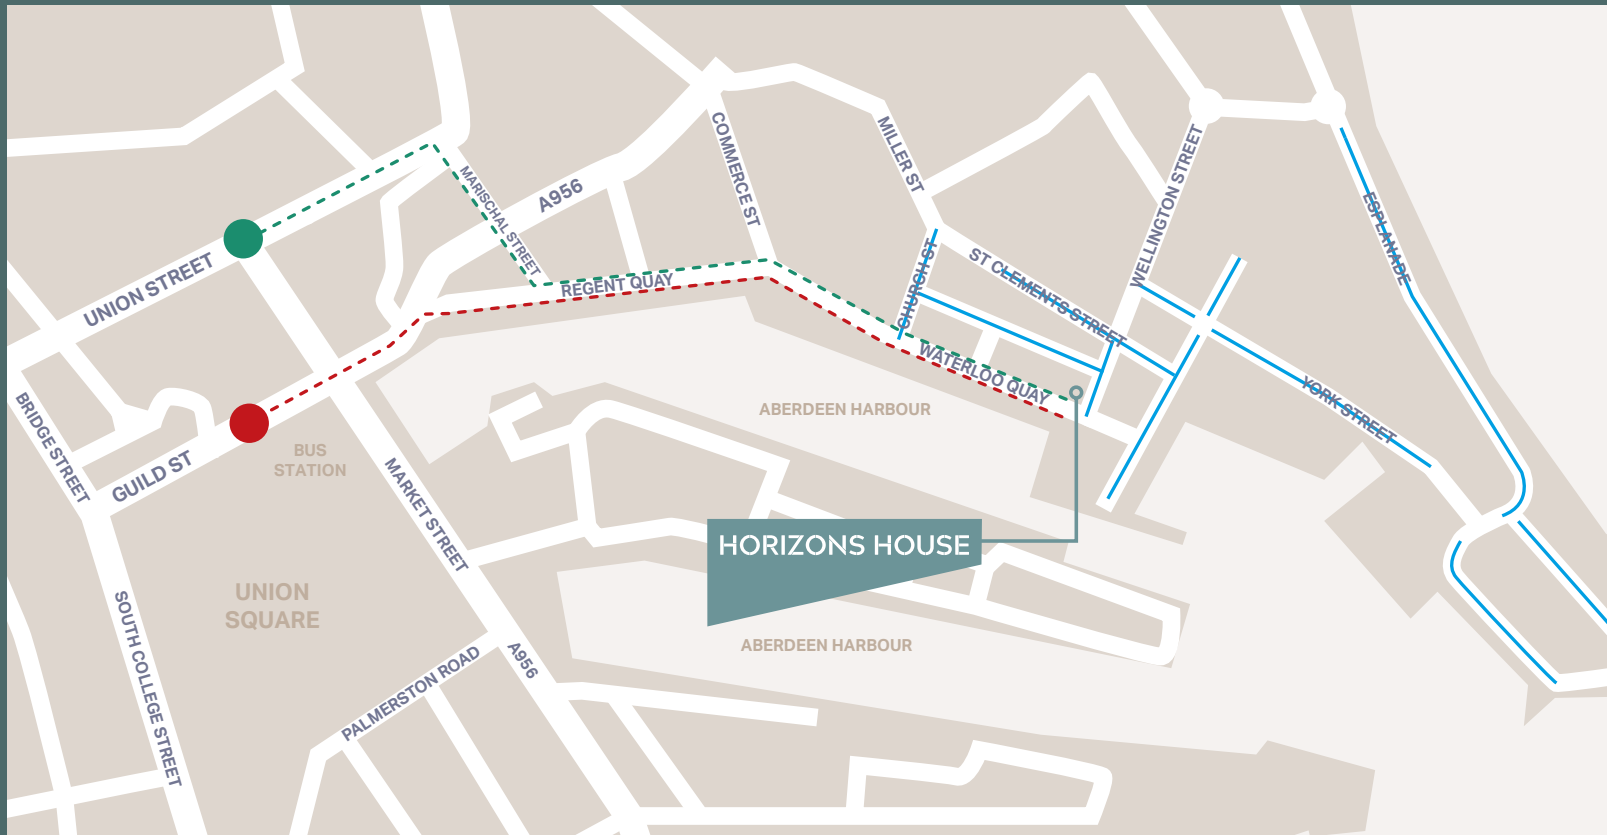 COMMERCE ST
MILLER ST
MARISCHAL STREET
A956
WELLINGTON STREET
ESPLANADE
UNION STREET
REGENT QUAY
CHURCH ST
ST CLEMENTS STREET
WATERLOO QUAY
YORK STREET
BRIDGE STREET
GUILD ST
BUS
STATION
ABERDEEN HARBOUR
MARKET STREET
HORIZONS HOUSE
UNION
SQUARE
SOUTH COLLEGE STREET
PALMERSTON ROAD
A956
ABERDEEN HARBOUR